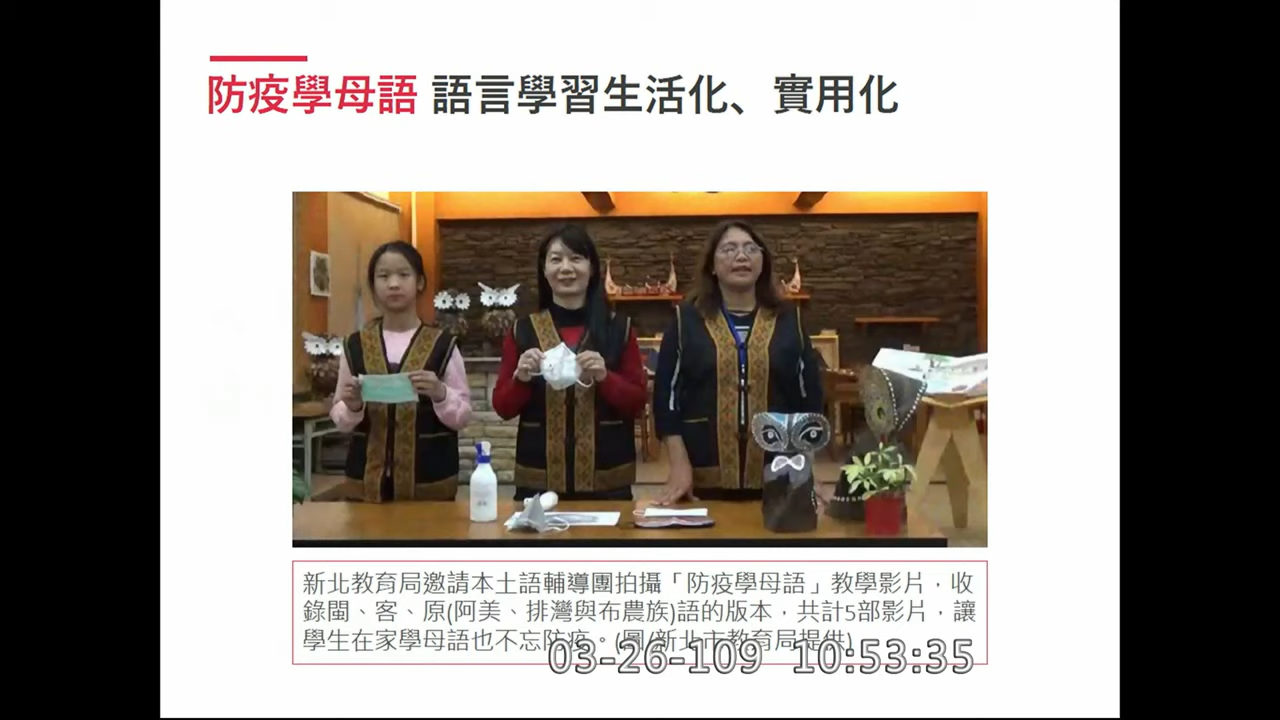 防疫學母語 語言學習生活化、實用化
新北教育局邀請本土語輔導團拍攝「防疫學母語」教學影片，收
錄閩、客、原(阿美、排灣與布農族)語的版本，共計5部影片，讓
學生在家學母語也不忘防疫。(圖/新北市教育局提供)
03-26-109 10:53:35